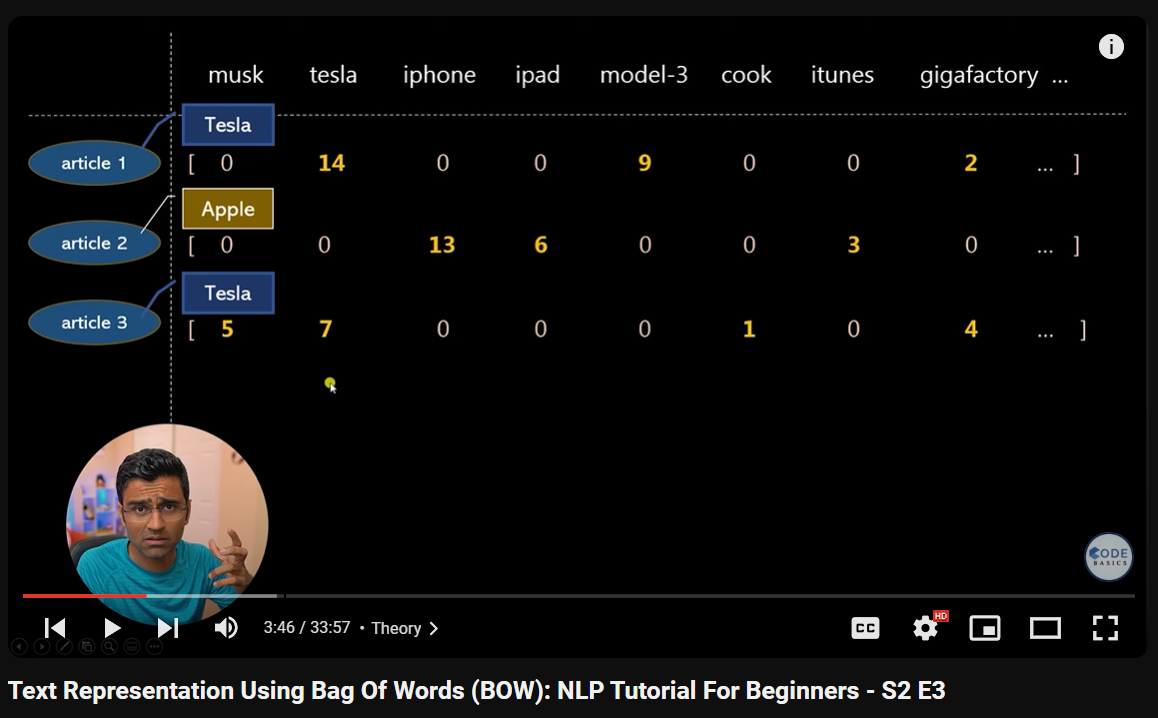 musk tesla iphone ipad model-3 cook itunes gigafactory ...
Tesla
article 1 [ 0 14 0 0 9 0 0 2 ... ]
Apple
article 2 [ 0 0 13 6 0 0 3 0 ... ]
Tesla
article 3 [ 5 7 0 0 0 1 0 4 ... ]
CODE
BASICS
3:46 / 33:57 • Theory
CC
HD
Text Representation Using Bag Of Words (BOW): NLP Tutorial For Beginners - S2 E3